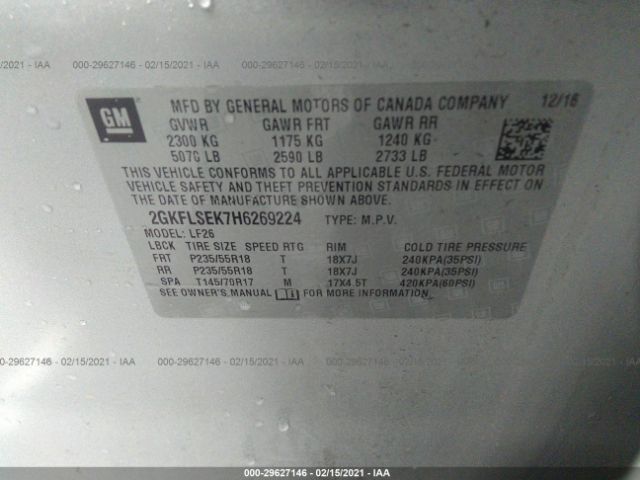 000-29627146 - 02/15/2021 - IAA
02/15/2021 - IAA
GM
MFD BY GENERAL MOTORS OF CANADA COMPANY 12/16
GVWR GAWR FRT GAWR RR
2300 KG 1175 KG 1240 KG
5070 LB 2590 LB 2733 LB
THIS VEHICLE CONFORMS TO ALL APPLICABLE U.S. FEDERAL MOTOR
VEHICLE SAFETY AND THEFT PREVENTION STANDARDS IN EFFECT ON
THE DATE OF MANUFACTURE SHOWN ABOVE.
2GKFLSEK7H6269224 TYPE: M.P.V.
MODEL: LF26
LBCK TIRE SIZE SPEED RTG RIM COLD TIRE PRESSURE
FRT P235/55R18 T 18X7J 240KPA(35PSI)
RR P235/55R18 T 18X7J 240KPA(35PSI)
SPA T145/70R17 M 17X4.5T 420KPA(60PSI)
SEE OWNER'S MANUAL FOR MORE INFORMATION.
29627146 - 02/15/2021 - IAA
000-29627146 - 02/15/2021 - IAA
000-29627146 - 02/15/2021 - IAA